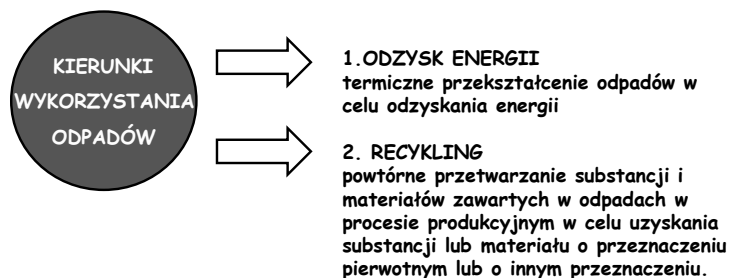 KIERUNKI
WYKORZYSTANIA
ODPADÓW
1.ODZYSK ENERGII
termiczne przekształcenie odpadów w
celu odzyskania energii
2. RECYKLING
powtórne przetwarzanie substancji i
materiałów zawartych w odpadach w
procesie produkcyjnym w celu uzyskania
substancji lub materiału o przeznaczeniu
pierwotnym lub o innym przeznaczeniu.